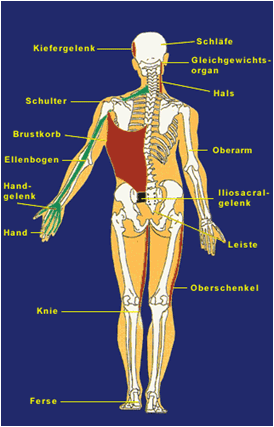 Kiefergelenk
Schläfe
Gleichgewichts-
organ
Hals
Schulter
Brustkorb
Oberarm
Ellenbogen
Hand-
gelenk
Iliosacral-
gelenk
Hand
Leiste
Oberschenkel
Knie
Ferse